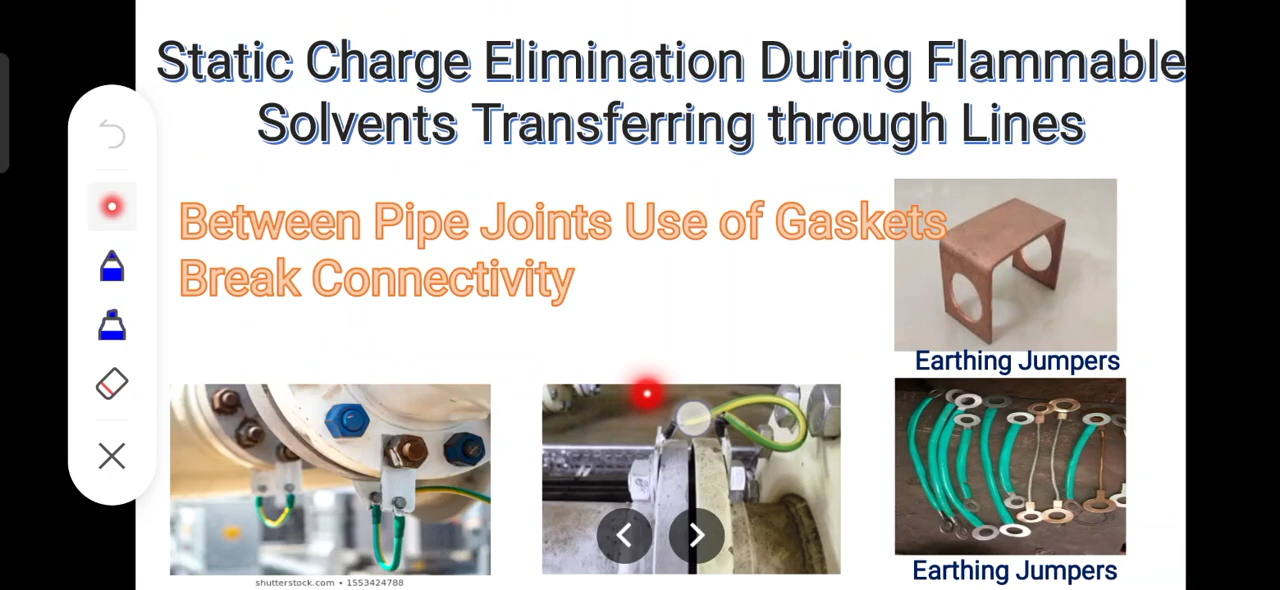 Static Charge Elimination During Flammable
Solvents Transferring through Lines
Between Pipe Joints Use of Gaskets
Break Connectivity
Earthing Jumpers
shutterstock.com • 1553424788
Earthing Jumpers